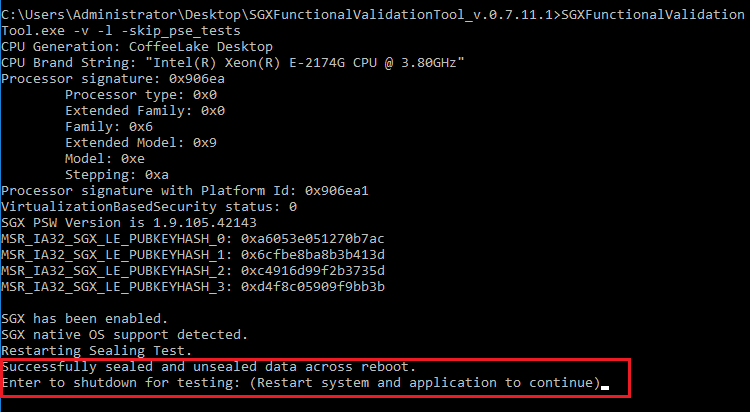 C:\Users\Administrator\Desktop\SGXFunctionalValidationTool_v.0.7.11.1>SGXFunctionalValidation
Tool.exe -v -l -skip_pse_tests
CPU Generation: CoffeeLake Desktop
CPU Brand String: "Intel(R) Xeon(R) E-2174G CPU @ 3.80GHz"
Processor signature: 0x906ea
Processor type: 0x0
Extended Family: 0x0
Family: 0x6
Extended Model: 0x9
Model: 0xe
Stepping: 0xa
Processor signature with Platform Id: 0x906ea1
VirtualizationBasedSecurity status: 0
SGX PSW Version is 1.9.105.42143
MSR_IA32_SGX_LE_PUBKEYHASH_0: 0xa6053e051270b7ac
MSR_IA32_SGX_LE_PUBKEYHASH_1: 0x6cfbe8ba8b3b413d
MSR_IA32_SGX_LE_PUBKEYHASH_2: 0xc4916d99f2b3735d
MSR_IA32_SGX_LE_PUBKEYHASH_3: 0xd4f8c05909f9bb3b
SGX has been enabled.
SGX native OS support detected.
Restarting Sealing Test.
Successfully sealed and unsealed data across reboot.
Enter to shutdown for testing: (Restart system and application to continue)